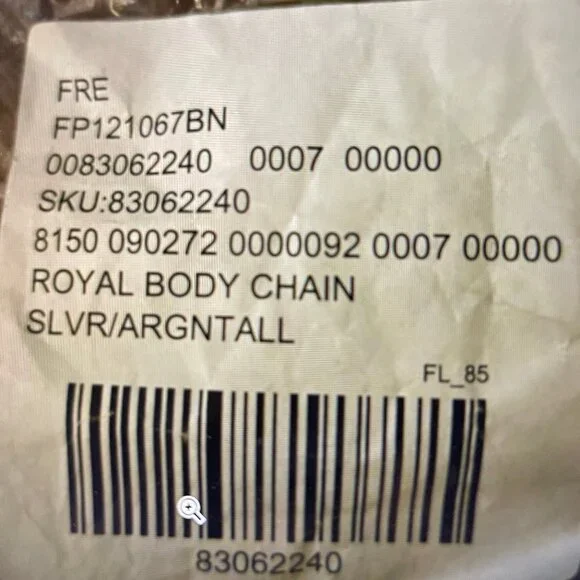 FRE
FP121067BN
0083062240 0007 00000
SKU:83062240
8150 090272 0000092 0007 00000
ROYAL BODY CHAIN
SLVR/ARGNTALL
FL_85
83062240